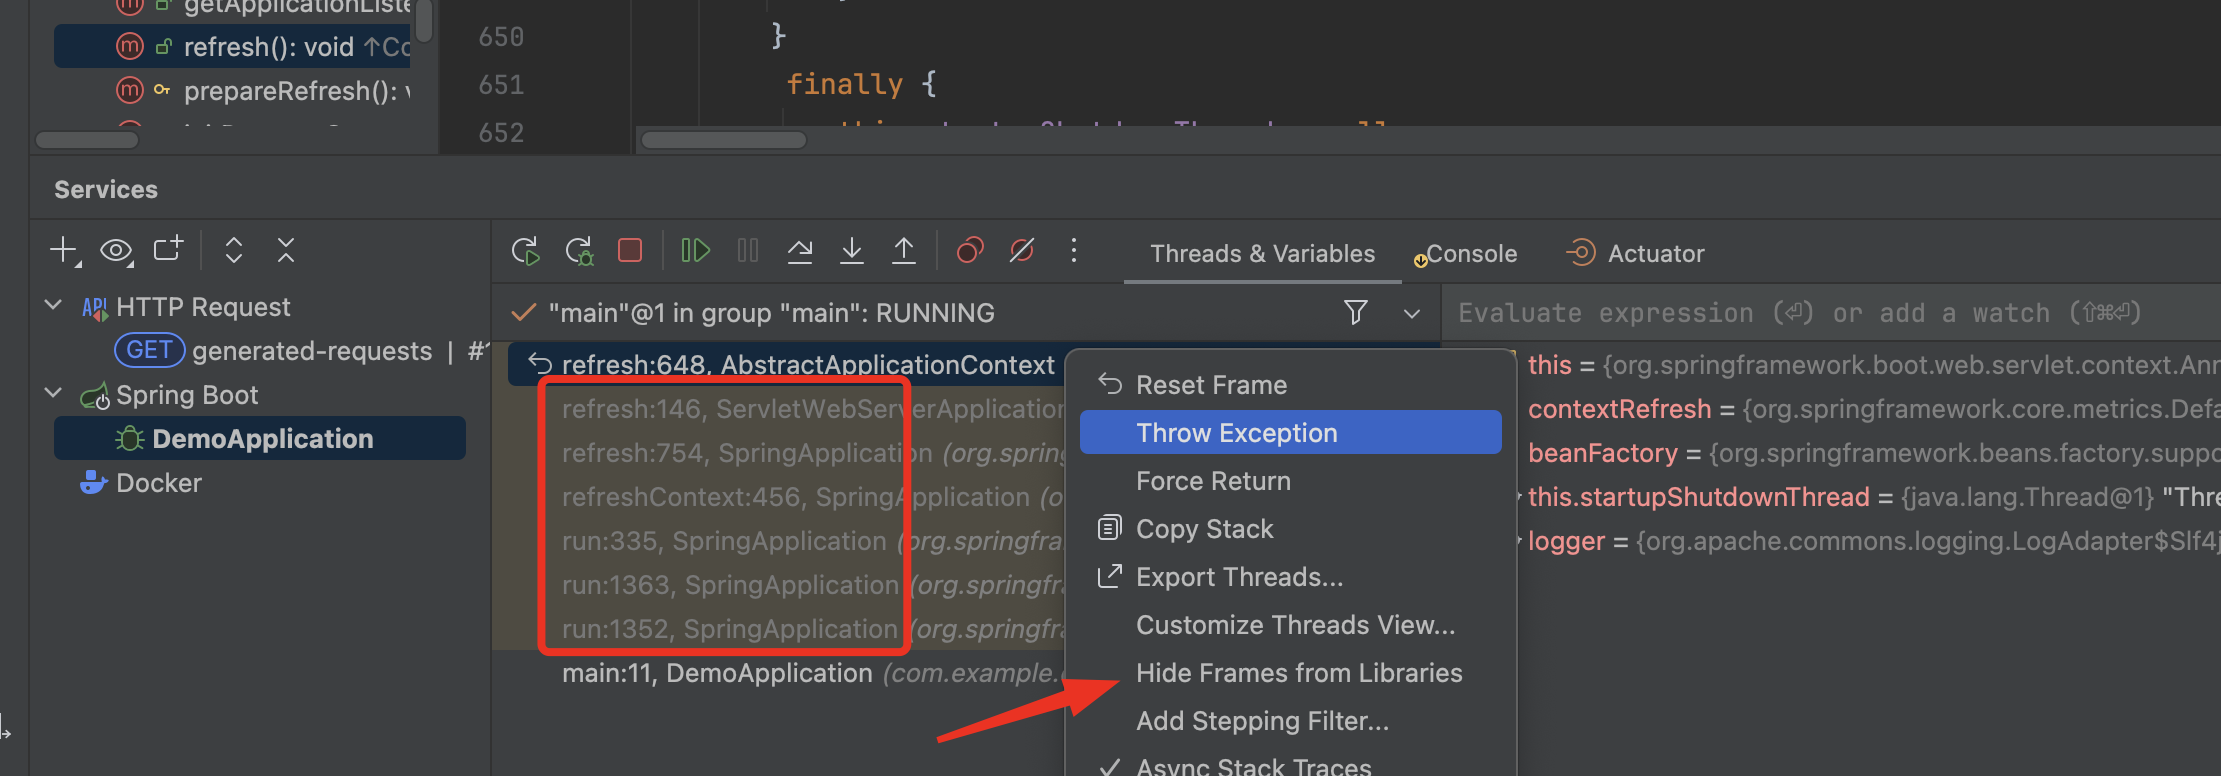 getApplicationListe
refresh(): void ↑Co
prepareRefresh(): v
650
}
651
finally {
652
Services
Threads & Variables
Console
Actuator
"main"@1 in group "main": RUNNING
Evaluate expression (⏎) or add a watch (⇧⌘⏎)
API HTTP Request
GET generated-requests | #1
Spring Boot
DemoApplication
Docker
refresh:648, AbstractApplicationContext
refresh:146, ServletWebServerApplication
refresh:754, SpringApplication (org.spring
refreshContext:456, SpringApplication (o
run:335, SpringApplication (org.springfra
run:1363, SpringApplication (org.springfra
run:1352, SpringApplication (org.springfra
main:11, DemoApplication (com.example.
Reset Frame
Throw Exception
Force Return
Copy Stack
Export Threads...
Customize Threads View...
Hide Frames from Libraries
Add Stepping Filter...
Async Stack Traces
this = {org.springframework.boot.web.servlet.context.Ann
contextRefresh = {org.springframework.core.metrics.Defa
beanFactory = {org.springframework.beans.factory.suppo
this.startupShutdownThread = {java.lang.Thread@1} "Thre
logger = {org.apache.commons.logging.LogAdapter$Slf4j